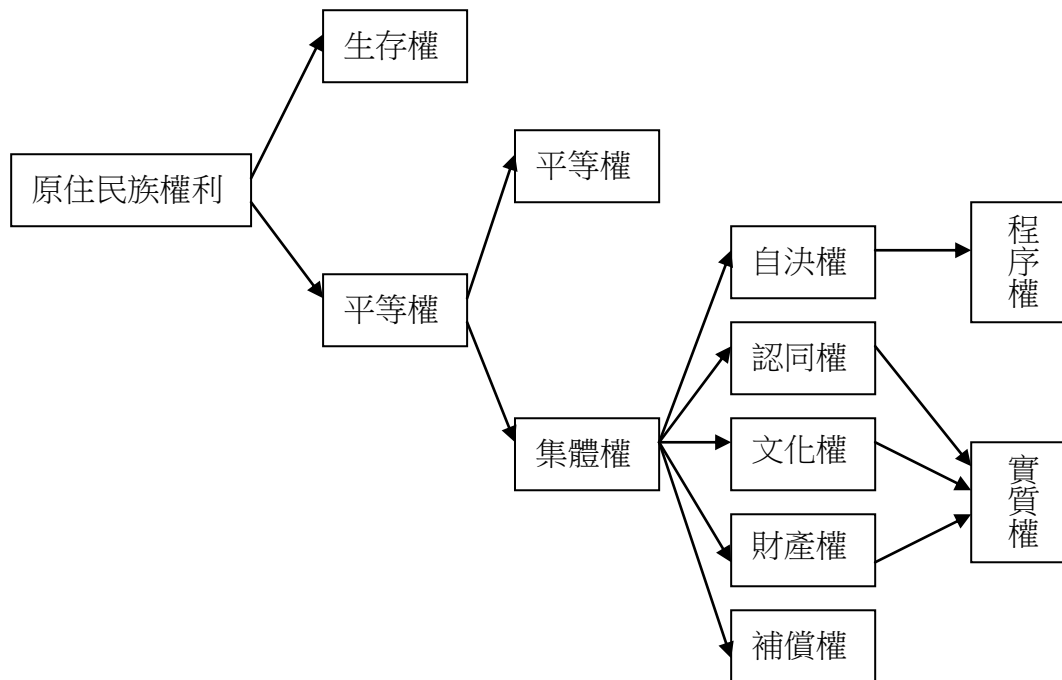 生存權
平等權
原住民族權利
自決權
程序權
平等權
認同權
集體權
文化權
實質權
財產權
補償權